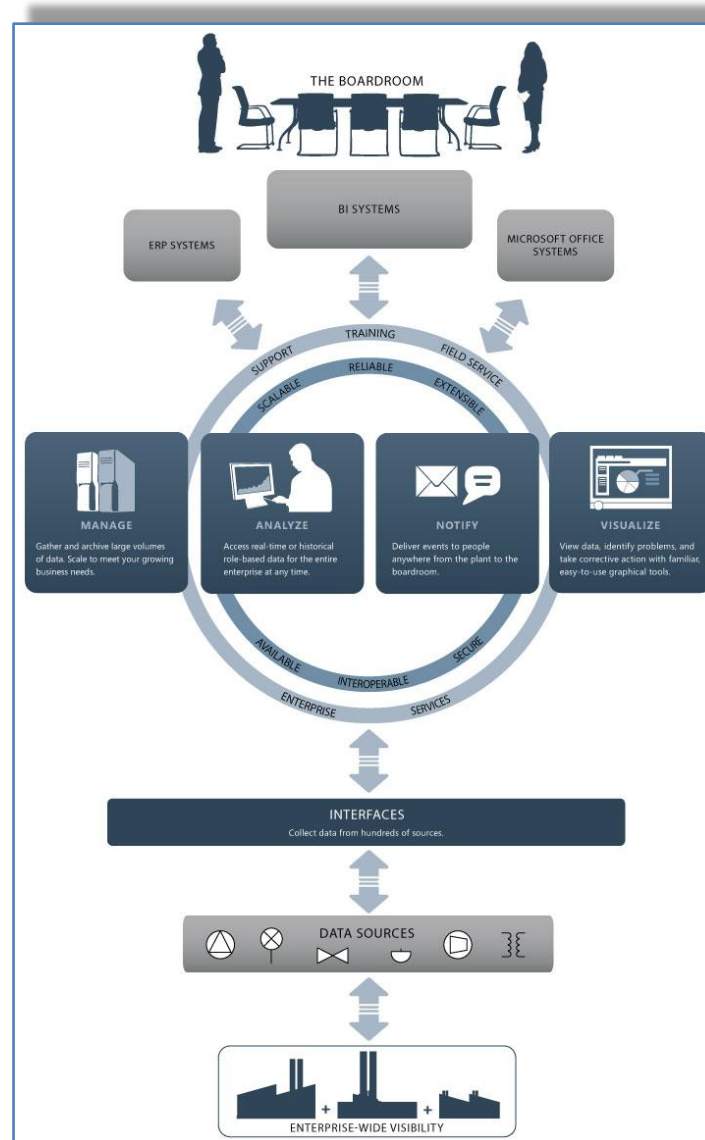 THE BOARDROOM
BI SYSTEMS
ERP SYSTEMS
MICROSOFT OFFICE
SYSTEMS
SUPPORT
TRAINING
FIELD SERVICE
SCALABLE
RELIABLE
EXTENSIBLE
MANAGE
Gather and archive large volumes
of data. Scale to meet your growing
business needs.
ANALYZE
Access real-time or historical
role-based data for the entire
enterprise at any time.
NOTIFY
Deliver events to people
anywhere from the plant to the
boardroom.
VISUALIZE
View data, identify problems, and
take corrective action with familiar,
easy-to-use graphical tools.
AVAILABLE
INTEROPERABLE
SECURE
ENTERPRISE
SERVICES
INTERFACES
Collect data from hundreds of sources.
DATA SOURCES
+ +
ENTERPRISE-WIDE VISIBILITY